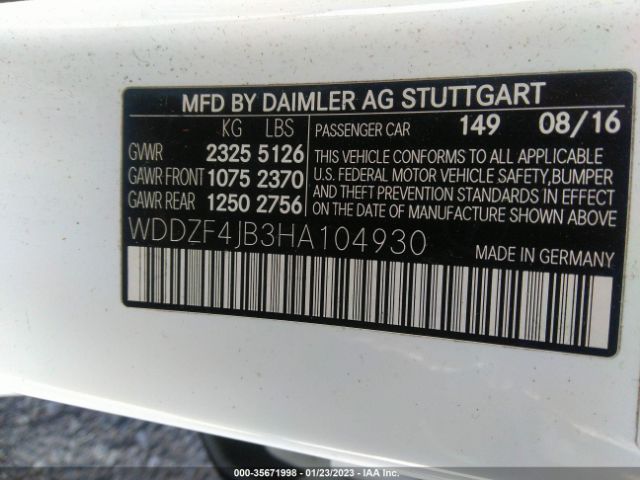 MFD BY DAIMLER AG STUTTGART
KG LBS
GVWR 2325 5126
GAWR FRONT 1075 2370
GAWR REAR 1250 2756
PASSENGER CAR 149 08/16
THIS VEHICLE CONFORMS TO ALL APPLICABLE
U.S. FEDERAL MOTOR VEHICLE SAFETY, BUMPER
AND THEFT PREVENTION STANDARDS IN EFFECT
ON THE DATE OF MANUFACTURE SHOWN ABOVE
WDDZF4JB3HA104930
MADE IN GERMANY
000-35671998 - 01/23/2023 - IAA Inc.